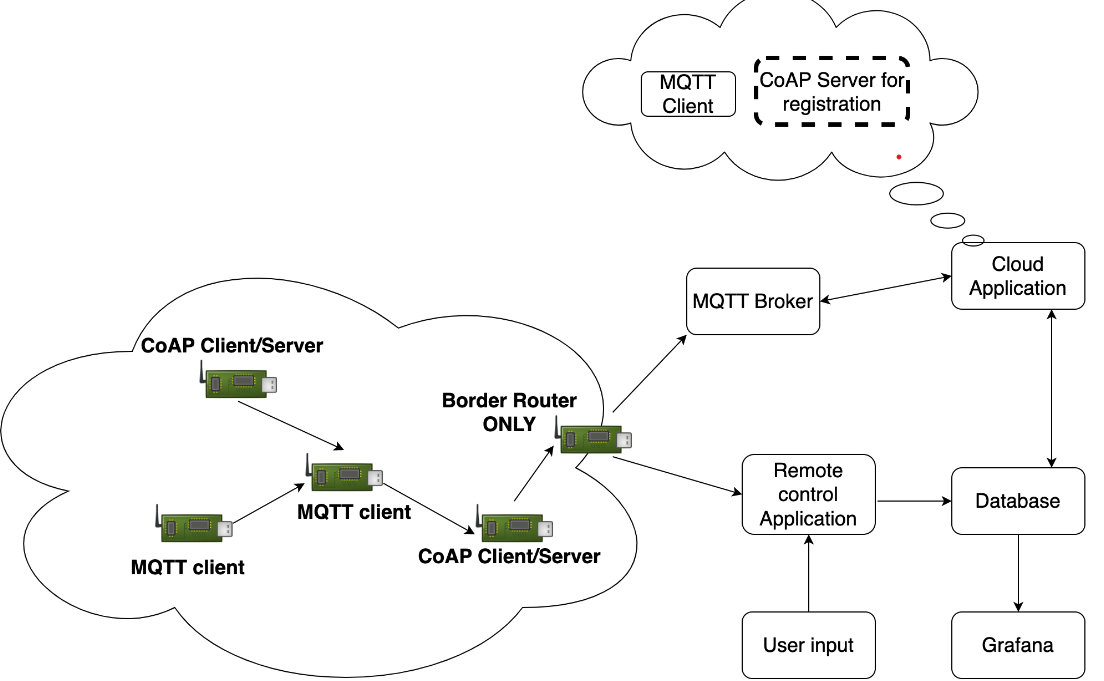 MQTT
Client
CoAP Server for
registration
Cloud
Application
MQTT Broker
CoAP Client/Server
Border Router
ONLY
MQTT client
CoAP Client/Server
MQTT client
Remote
control
Application
Database
User input
Grafana